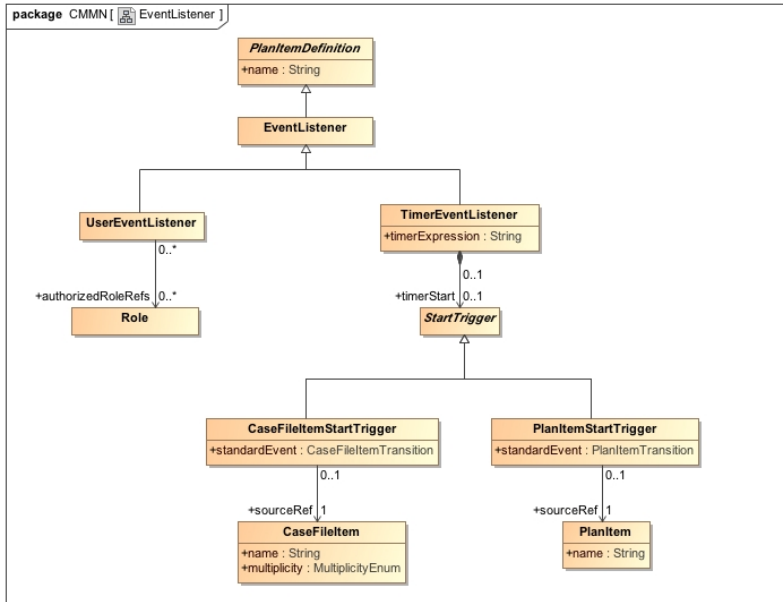 package CMMN [ EventListener ]
PlanItemDefinition
+name : String
EventListener
UserEventListener
TimerEventListener
+timerExpression : String
0..*
0..1
+authorizedRoleRefs 0..*
+timerStart 0..1
Role
StartTrigger
CaseFileItemStartTrigger
+standardEvent : CaseFileItemTransition
PlanItemStartTrigger
+standardEvent : PlanItemTransition
0..1
0..1
+sourceRef 1
+sourceRef 1
CaseFileItem
+name : String
+multiplicity : MultiplicityEnum
PlanItem
+name : String